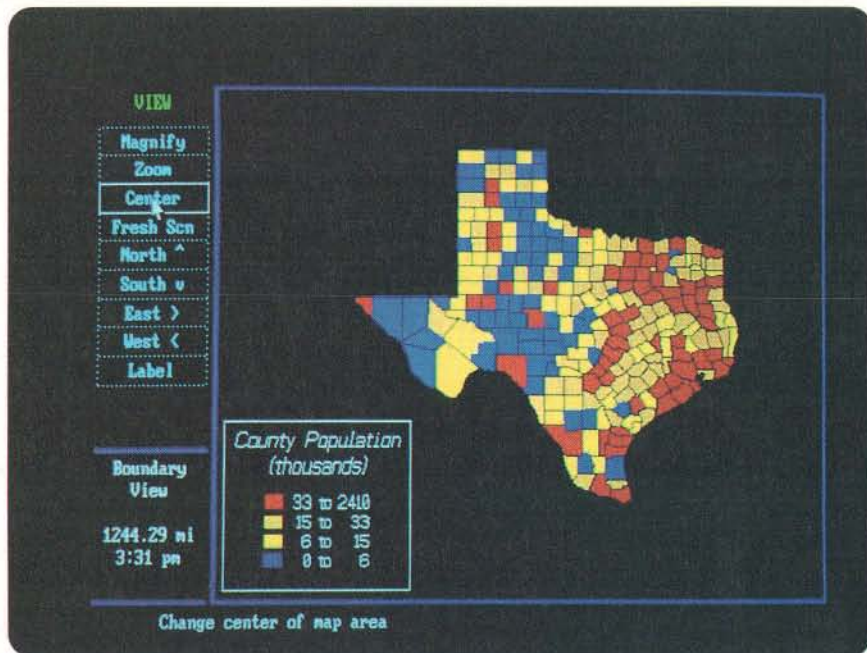 VIEW
Magnify
Zoom
Center
Fresh Scn
North ^
South v
East >
West <
Label
Boundary
View
1244.29 mi
3:31 pm
County Population
(thousands)
33 to 2410
15 to 33
6 to 15
0 to 6
Change center of map area